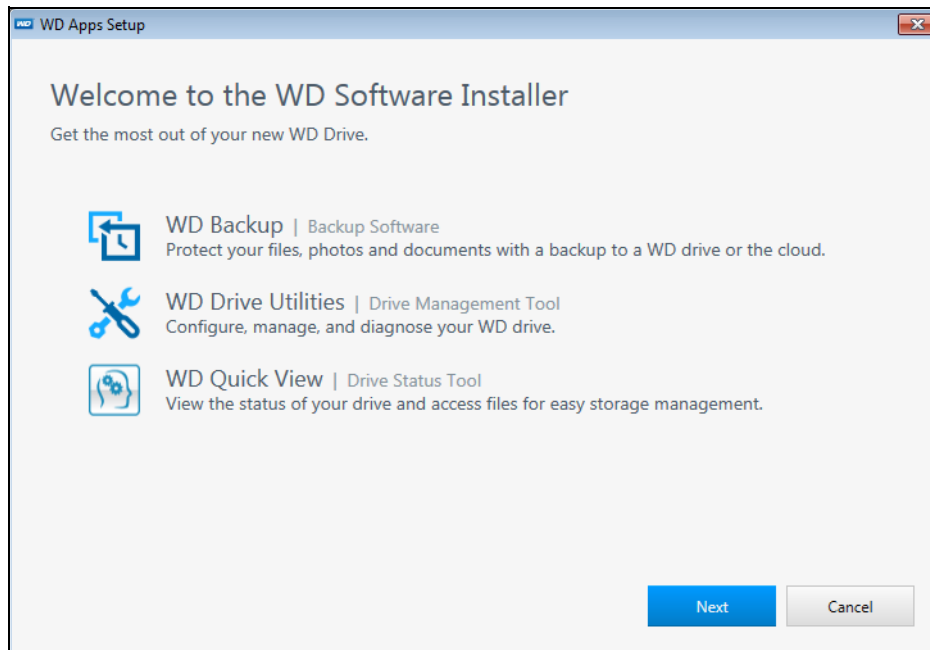 WD WD Apps Setup
Welcome to the WD Software Installer
Get the most out of your new WD Drive.
WD Backup | Backup Software
Protect your files, photos and documents with a backup to a WD drive or the cloud.
WD Drive Utilities | Drive Management Tool
Configure, manage, and diagnose your WD drive.
WD Quick View | Drive Status Tool
View the status of your drive and access files for easy storage management.
Next Cancel